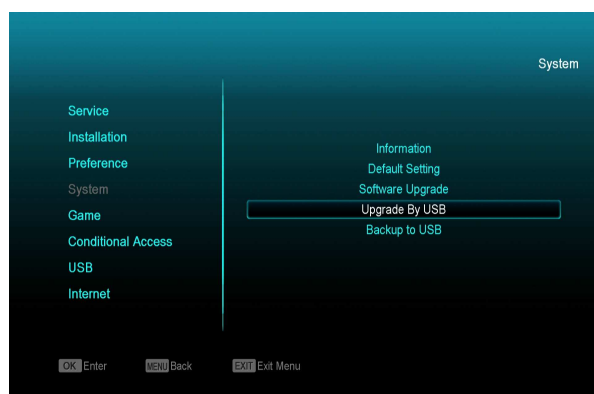 System
Service
Installation
Preference
System
Game
Conditional Access
USB
Internet
Information
Default Setting
Software Upgrade
Upgrade By USB
Backup to USB
OK Enter MENU Back EXIT Exit Menu